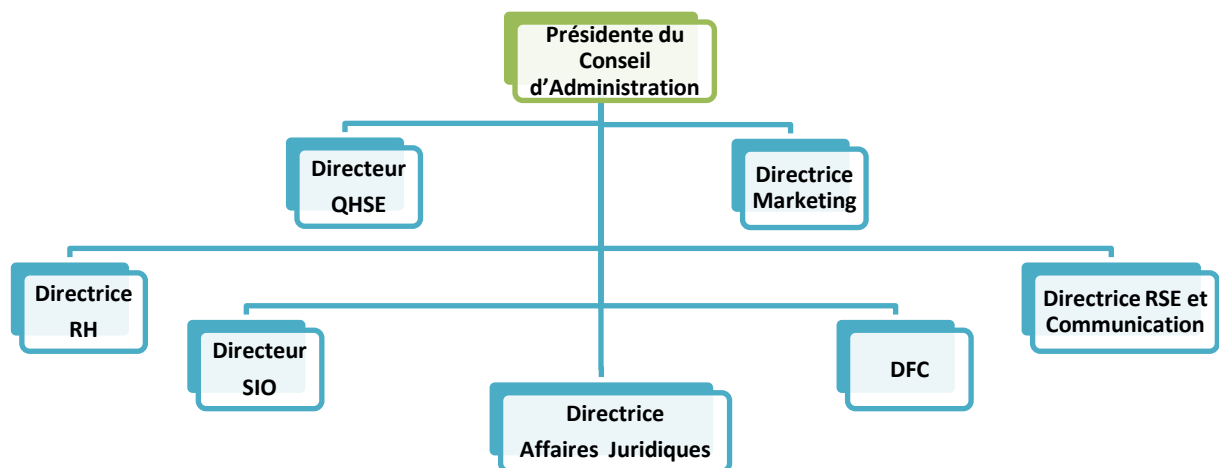 Présidente du
Conseil
d’Administration
Directeur
QHSE
Directrice
Marketing
Directrice
RH
Directeur
SIO
Directrice
Affaires Juridiques
DFC
Directrice RSE et
Communication